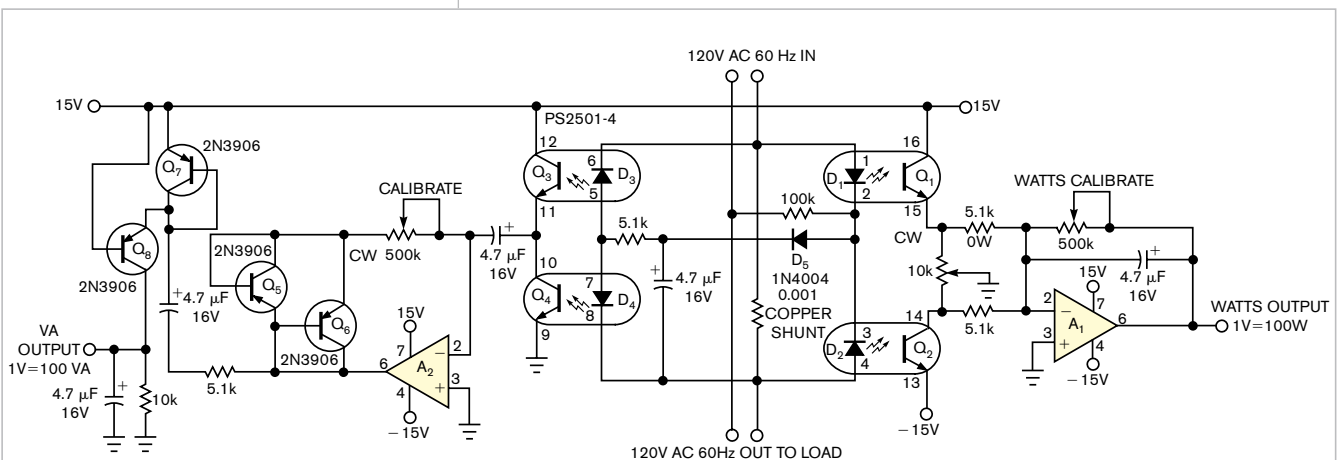 120V AC 60 Hz IN
15V
15V
PS2501-4
2N3906
Q7
12
6
Q3
D3
5
11
1
16
D1
Q1
2
15
CALIBRATE
WATTS CALIBRATE
100k
5.1k
0W
500k
Q8
2N3906
2N3906
CW
500k
+
4.7 µF
16V
5.1k
D5
1N4004
0.001
COPPER
SHUNT
CW
10k
+
4.7 µF
16V
Q5
10
7
Q4
D4
8
9
+
4.7 µF
16V
+
4.7 µF
16V
Q6
2N3906
15V
15V
3
14
D2
Q2
4
13
5.1k
2
7
−
A1
6
3
+
4
−15V
WATTS OUTPUT
1V=100W
VA
OUTPUT
1V=100 VA
7
−
2
6
A2
+
3
4
−15V
5.1k
+
4.7 µF
16V
10k
−15V
120V AC 60Hz OUT TO LOAD